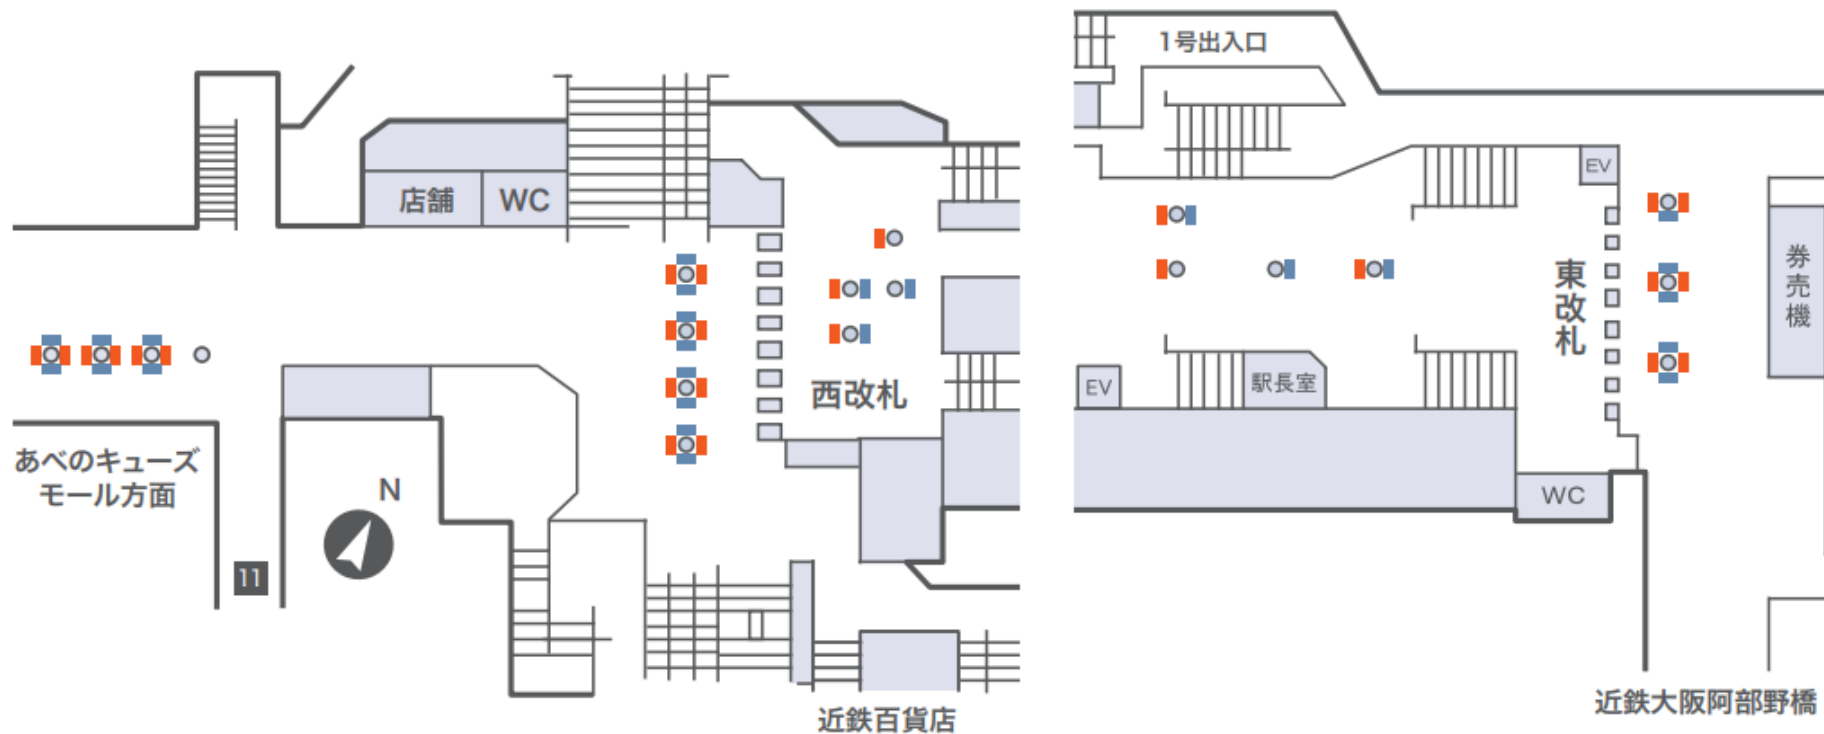 店舗
WC
西改札
あべのキューズ
モール方面
N
11
近鉄百貨店
1号出入口
EV
東改札
券売機
EV
駅長室
WC
近鉄大阪阿部野橋